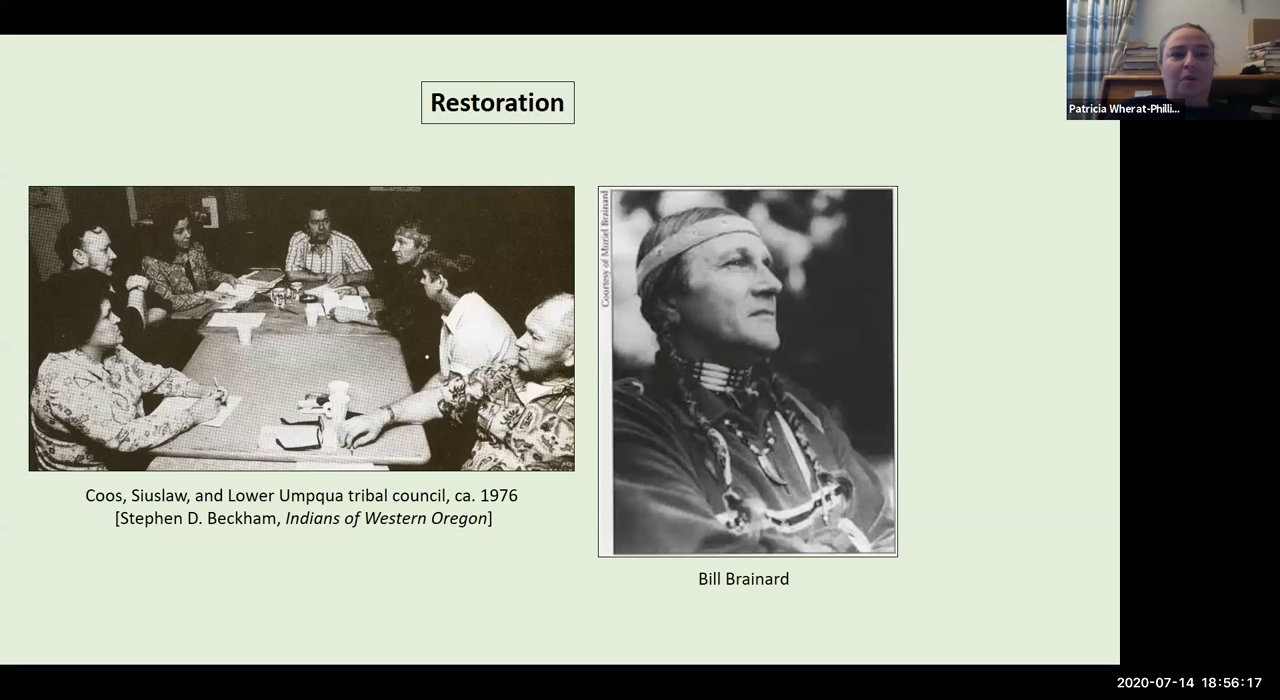 Restoration
Patricia Wherat-Philli...
Courtesy of Muriel Brainard
Coos, Siuslaw, and Lower Umpqua tribal council, ca. 1976
[Stephen D. Beckham, Indians of Western Oregon]
Bill Brainard
2020-07-14 18:56:17